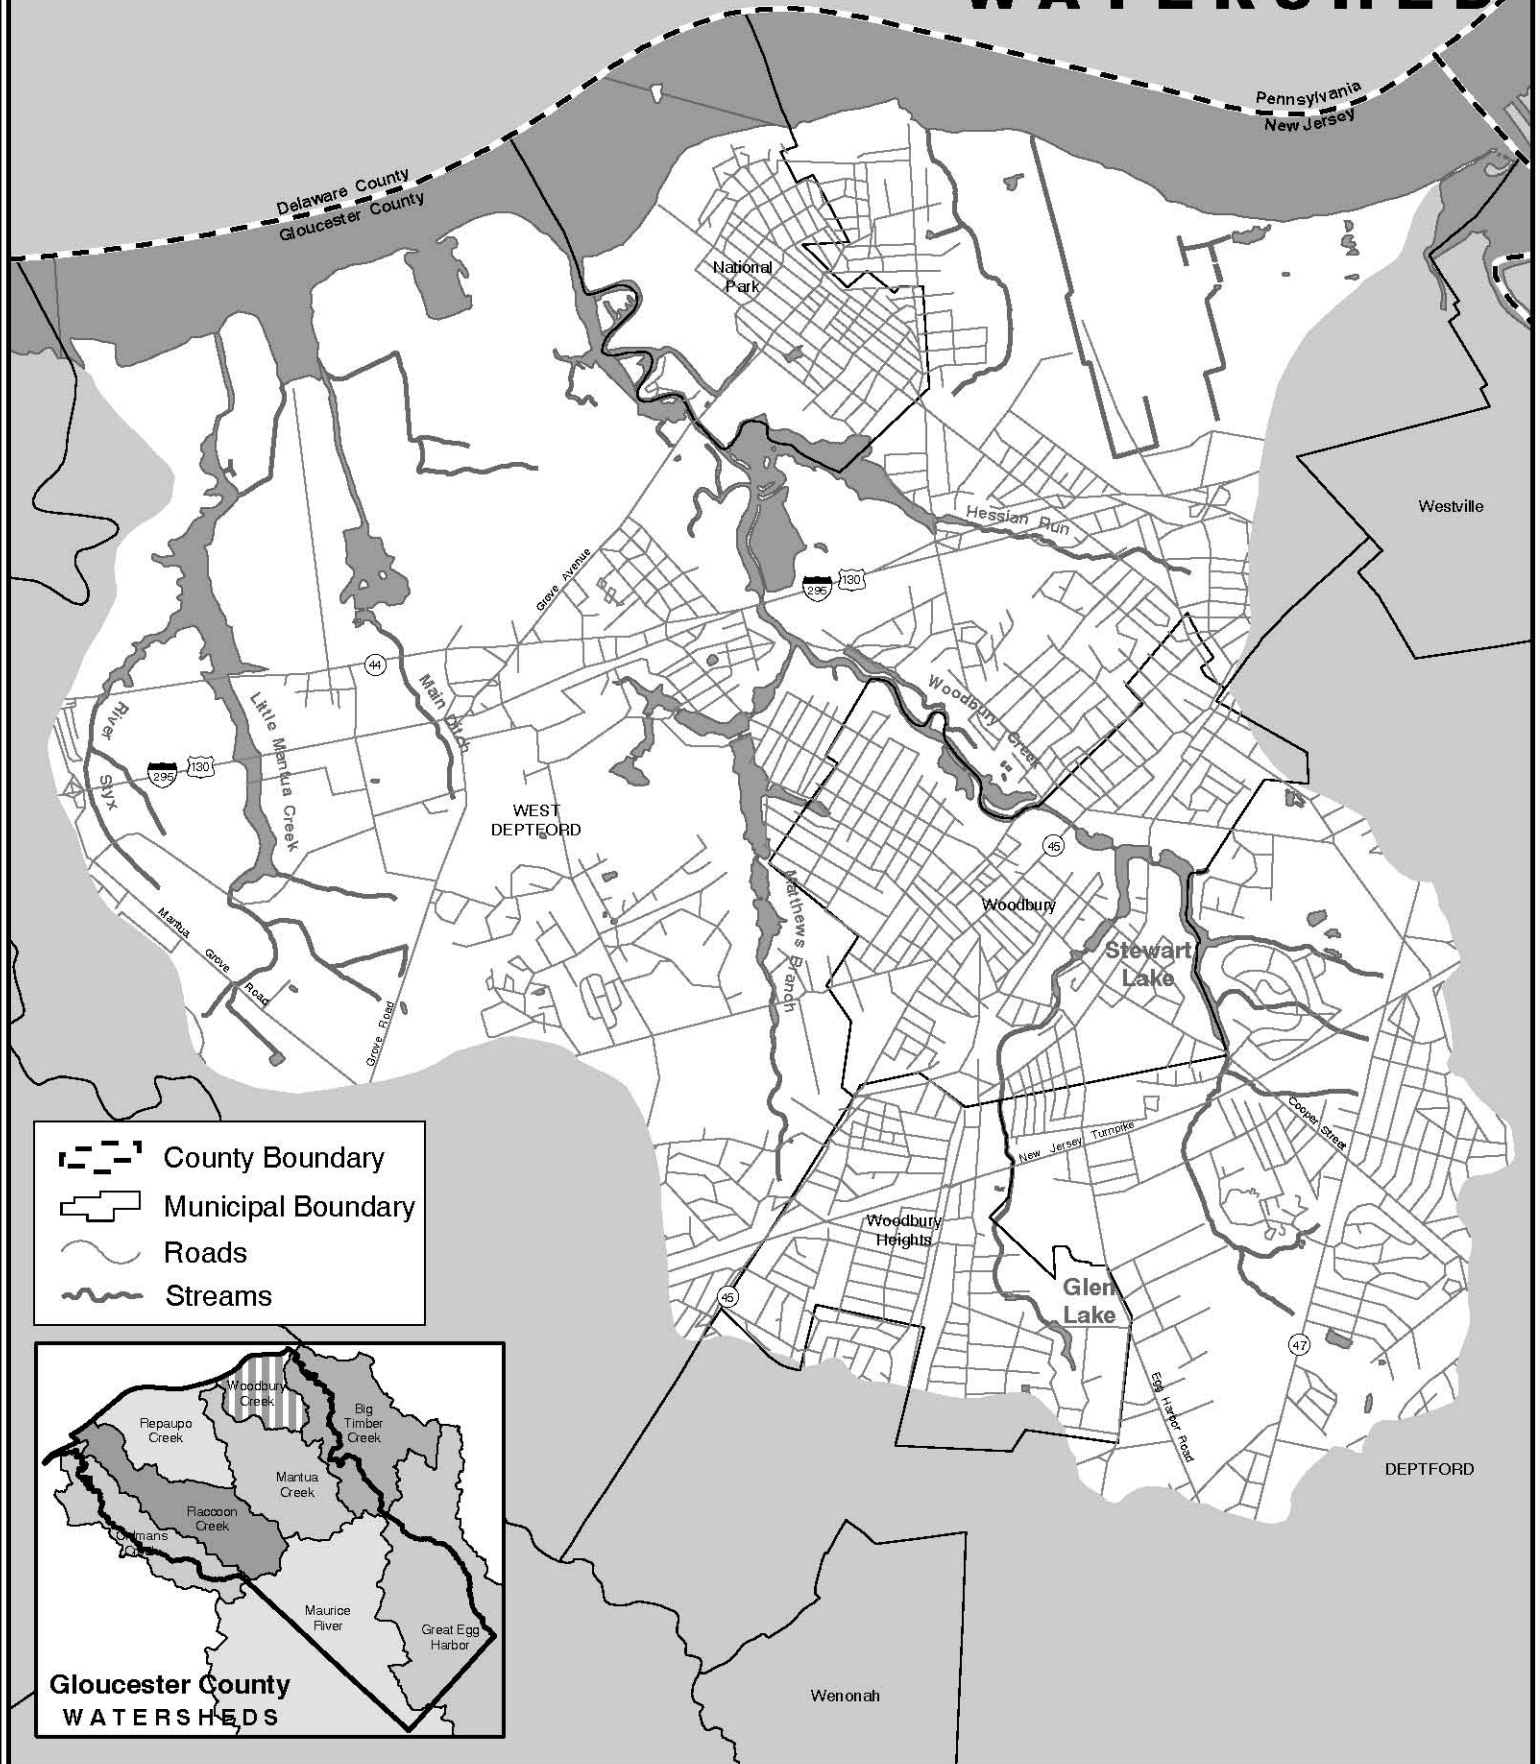 WATERSHED
Pennsylvania
New Jersey
Delaware County
Gloucester County
National
Park
Westville
Hessian Run
Grove Avenue
295
130
44
Main Ditch
Woodbury Creek
River Styx
Little Mantua Creek
295
130
WEST
DEPTFORD
45
Matthews Branch
Woodbury
Stewart
Lake
Mantua Grove Road
Grove Road
Cooper Street
New Jersey Turnpike
Woodbury
Heights
Glen
Lake
45
47
Egg Harbor Road
DEPTFORD
Wenonah
County Boundary
Municipal Boundary
Roads
Streams
Woodbury
Creek
Big
Timber
Creek
Repaupo
Creek
Mantua
Creek
Raccoon
Creek
Maurice
River
Great Egg
Harbor
Gloucester County
WATERSHEDS